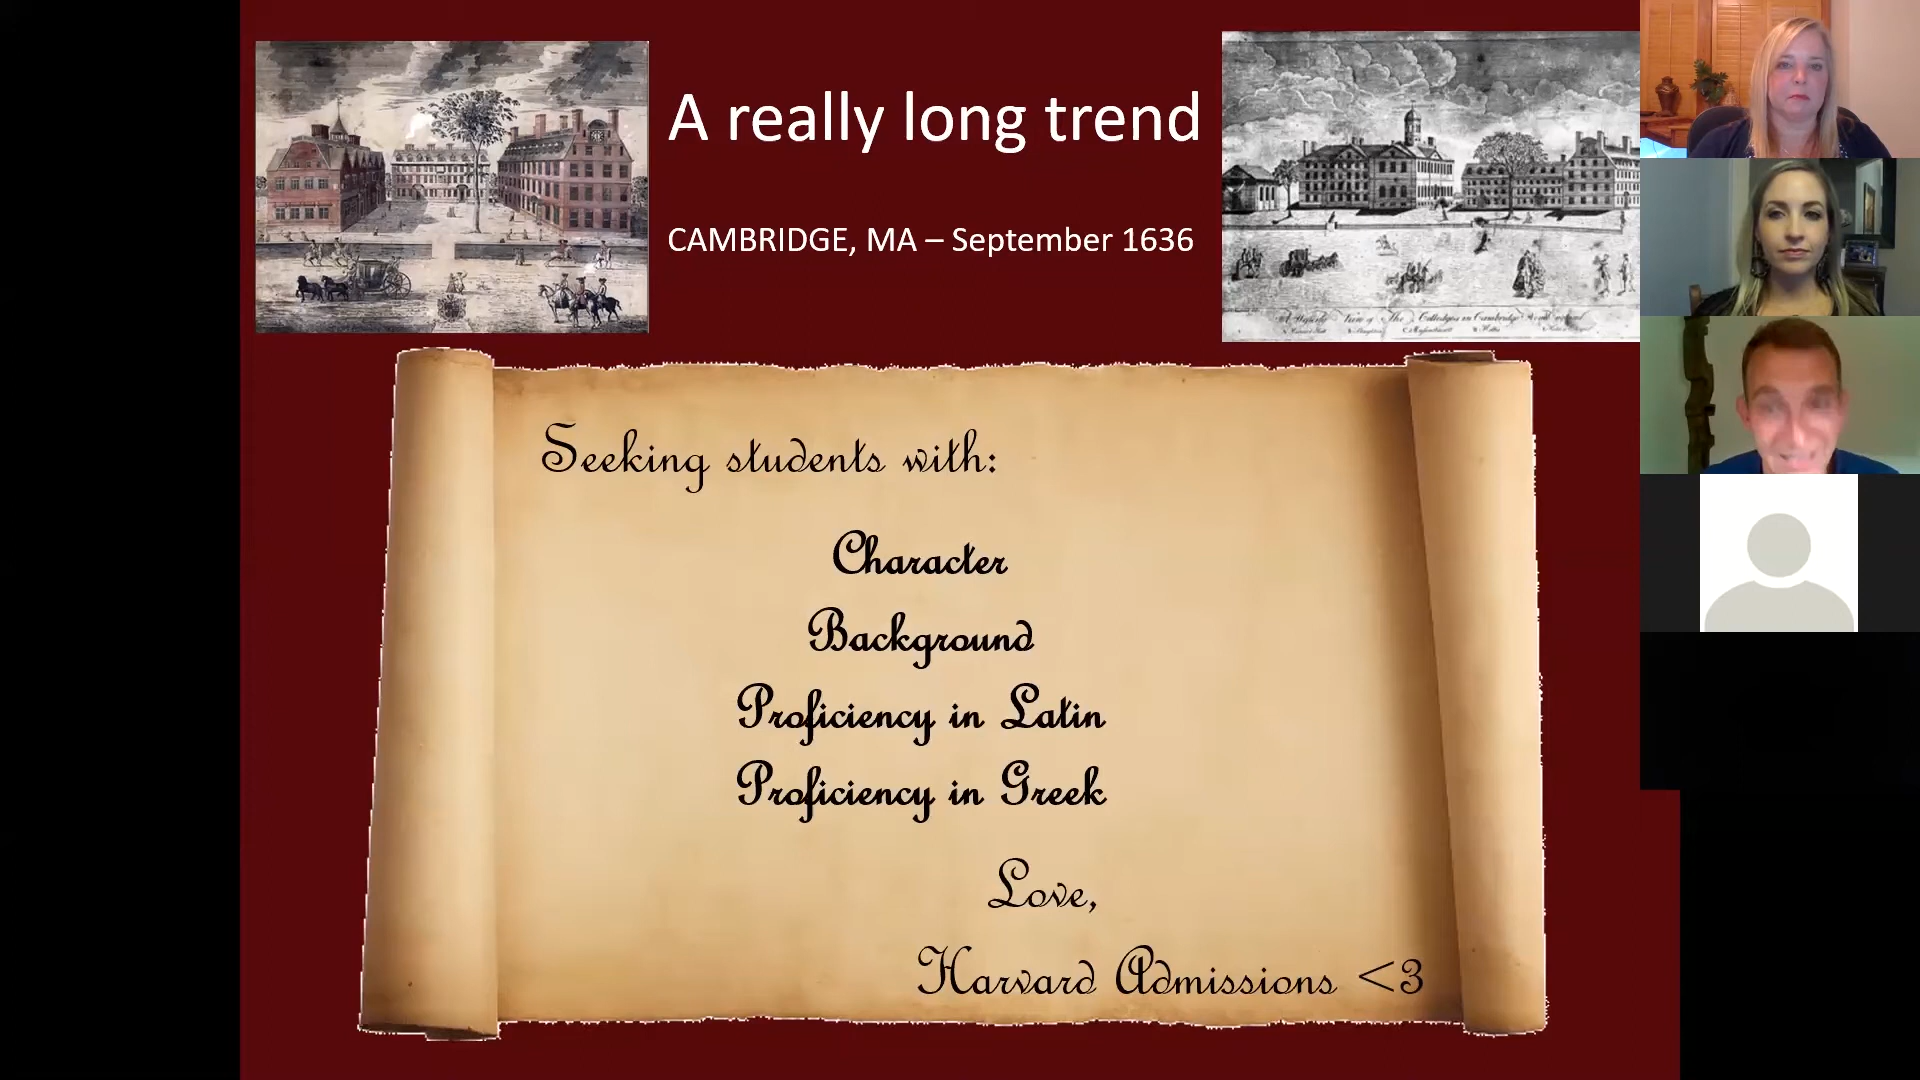 A really long trend
CAMBRIDGE, MA – September 1636
Seeking students with:
Character
Background
Proficiency in Latin
Proficiency in Greek
Love,
Harvard Admissions <3